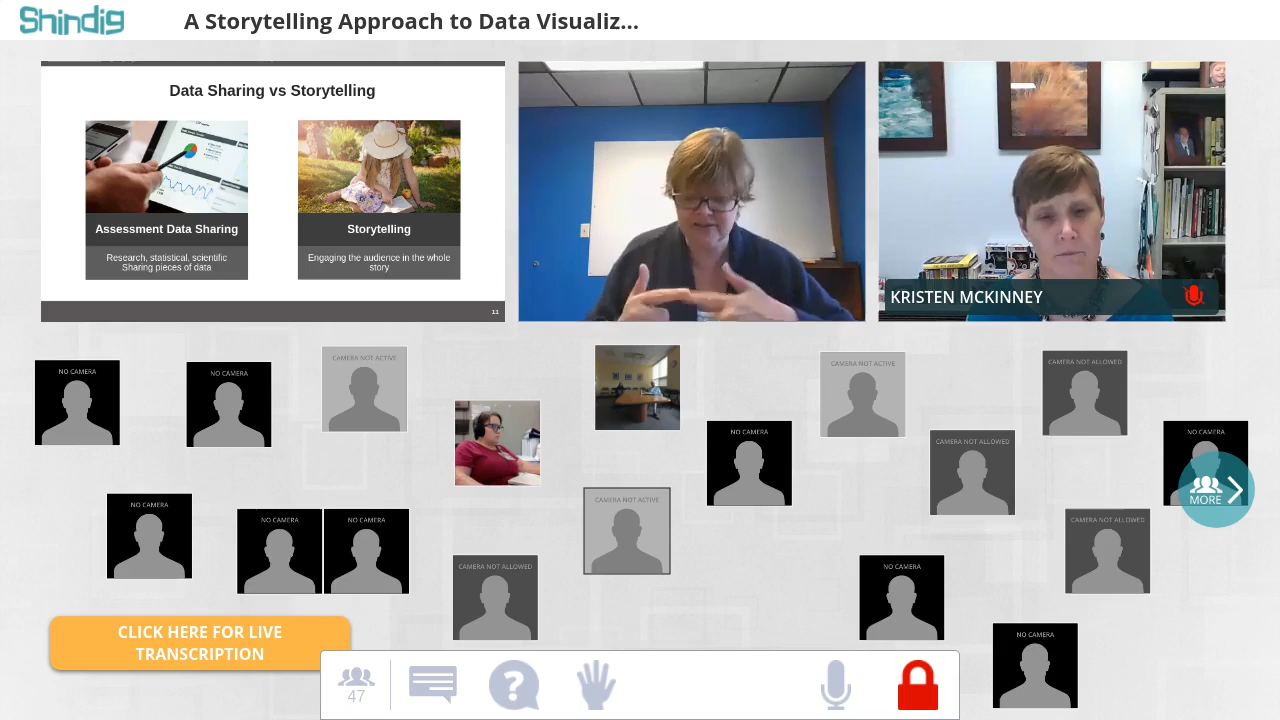 Shindig
A Storytelling Approach to Data Visualiz...
Data Sharing vs Storytelling
Assessment Data Sharing
Research, statistical, scientific
Sharing pieces of data
Storytelling
Engaging the audience in the whole
story
11
KRISTEN MCKINNEY
NO CAMERA
NO CAMERA
CAMERA NOT ACTIVE
CAMERA NOT ACTIVE
CAMERA NOT ALLOWED
NO CAMERA
CAMERA NOT ALLOWED
NO CAMERA
MORE
NO CAMERA
NO CAMERA
NO CAMERA
CAMERA NOT ACTIVE
CAMERA NOT ALLOWED
CAMERA NOT ALLOWED
NO CAMERA
NO CAMERA
CLICK HERE FOR LIVE
TRANSCRIPTION
47